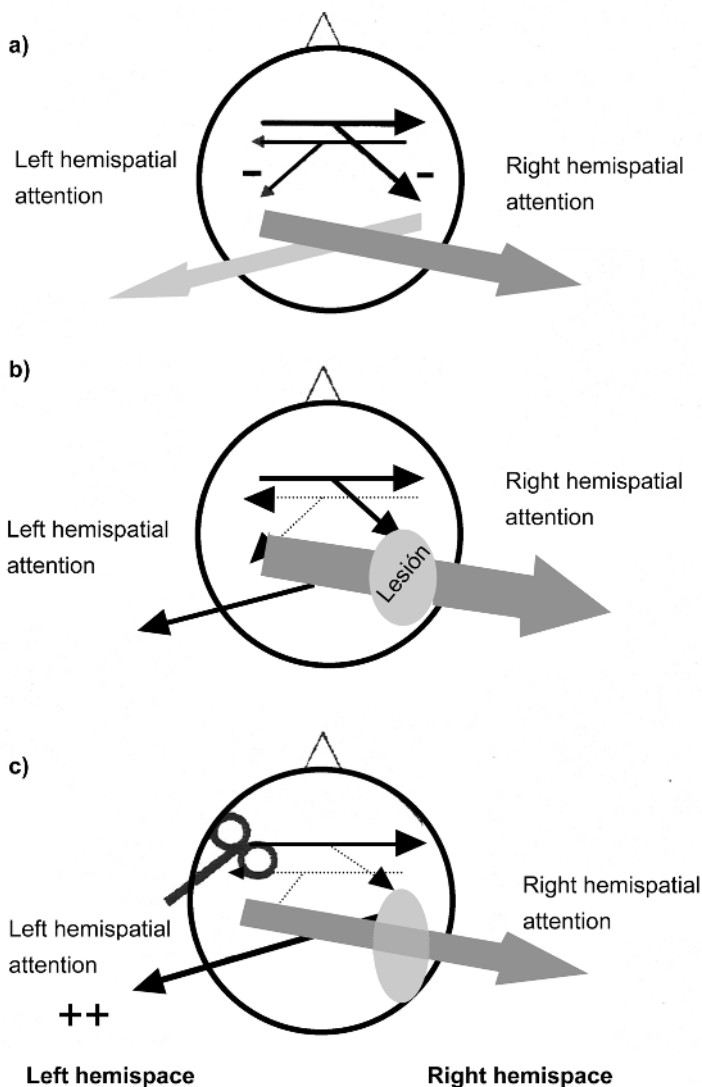 a)
Left hemispatial
attention
Right hemispatial
attention
-
-
b)
Left hemispatial
attention
Right hemispatial
attention
Lesión
c)
Left hemispatial
attention
Right hemispatial
attention
++
Left hemispace
Right hemispace